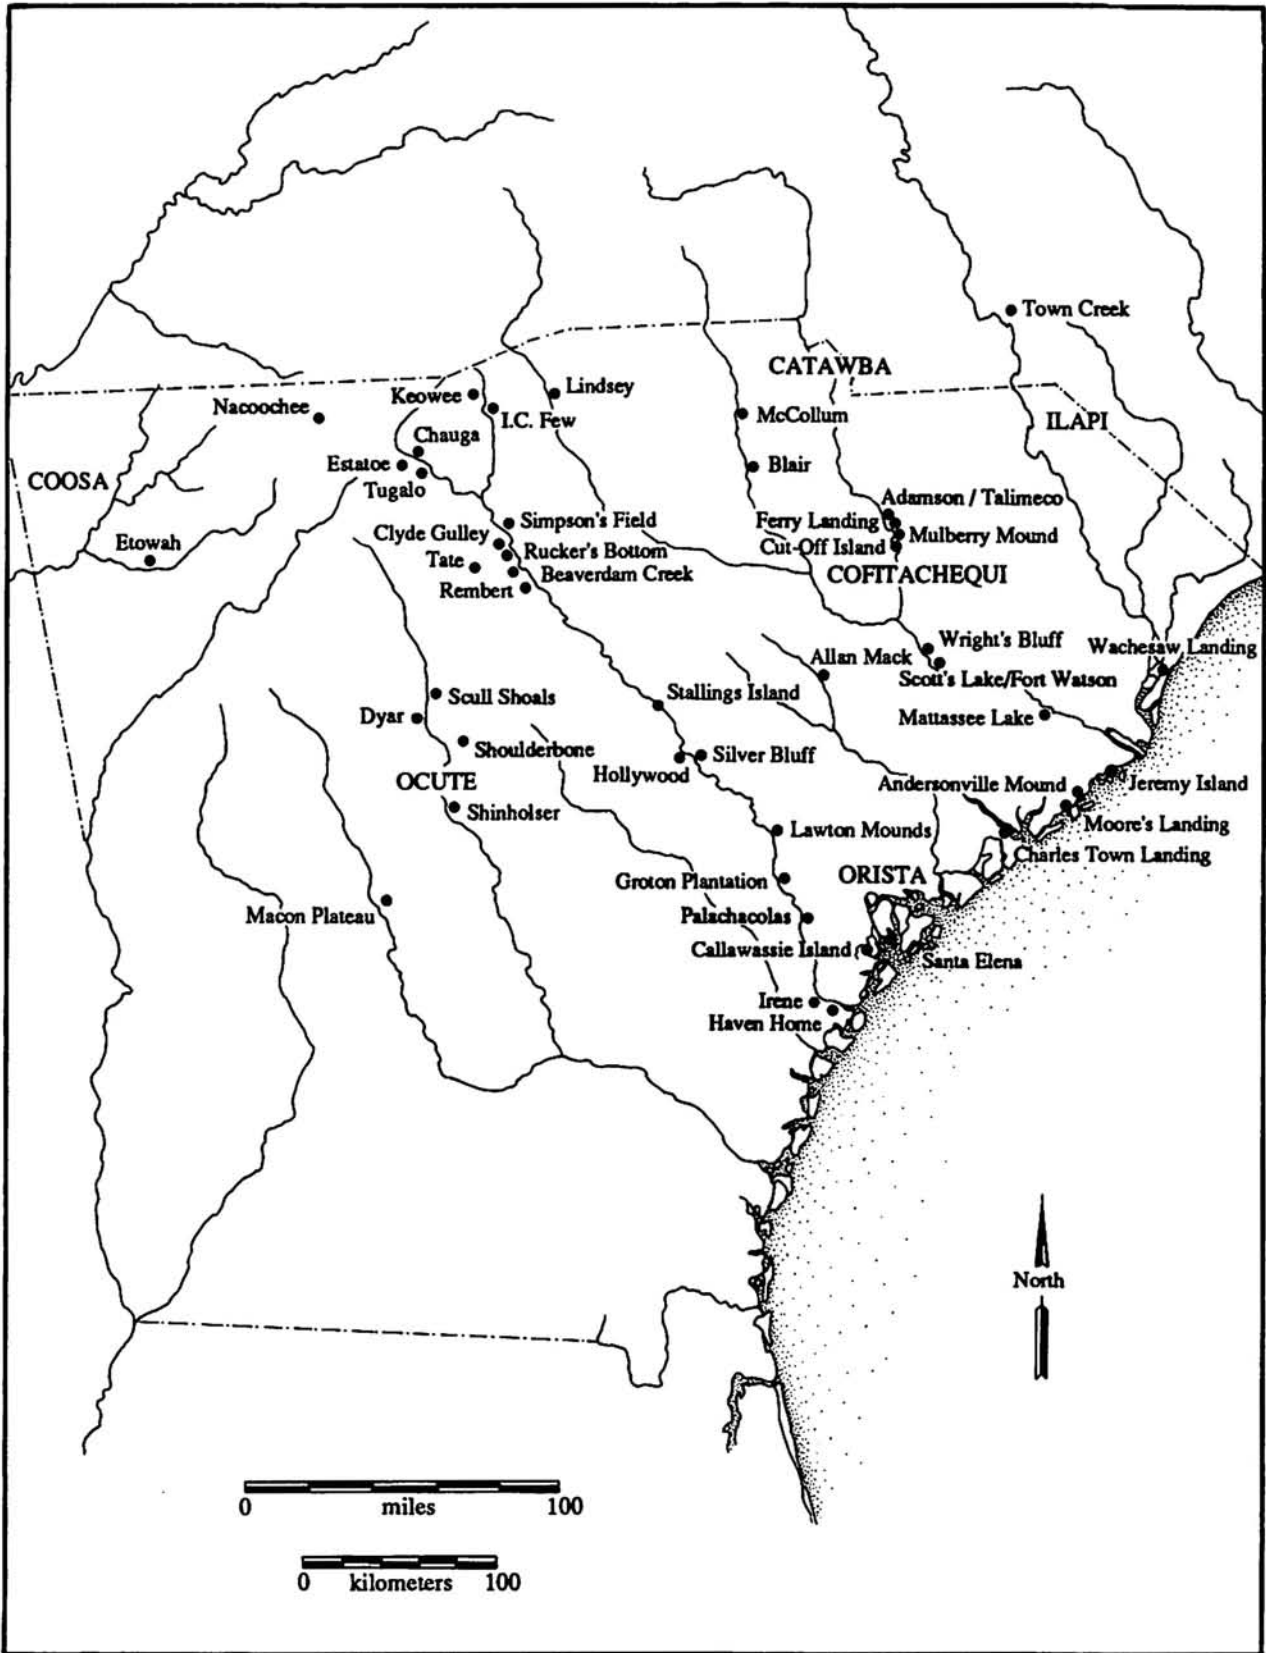 Town Creek
CATAWBA
Keowee
Lindsey
Nacoochee
I.C. Few
McCollum
ILAPI
Chauga
Estatoe
Blair
COOSA
Tugalo
Adamson / Talimeco
Simpson's Field
Ferry Landing
Clyde Gulley
Mulberry Mound
Etowah
Rucker's Bottom
Cut-Off Island
Tate
Beaverdam Creek
COFITACHEQUI
Rembert
Wright's Bluff
Wachesaw Landing
Allan Mack
Scott's Lake/Fort Watson
Scull Shoals
Stallings Island
Dyar
Mattassee Lake
Shoulderbone
Silver Bluff
Hollywood
OCUTE
Andersonville Mound
Jeremy Island
Shinholser
Moore's Landing
Lawton Mounds
Charles Town Landing
ORISTA
Groton Plantation
Macon Plateau
Palachacolas
Callawassie Island
Santa Elena
Irene
Haven Home
North
0 miles 100
0 kilometers 100